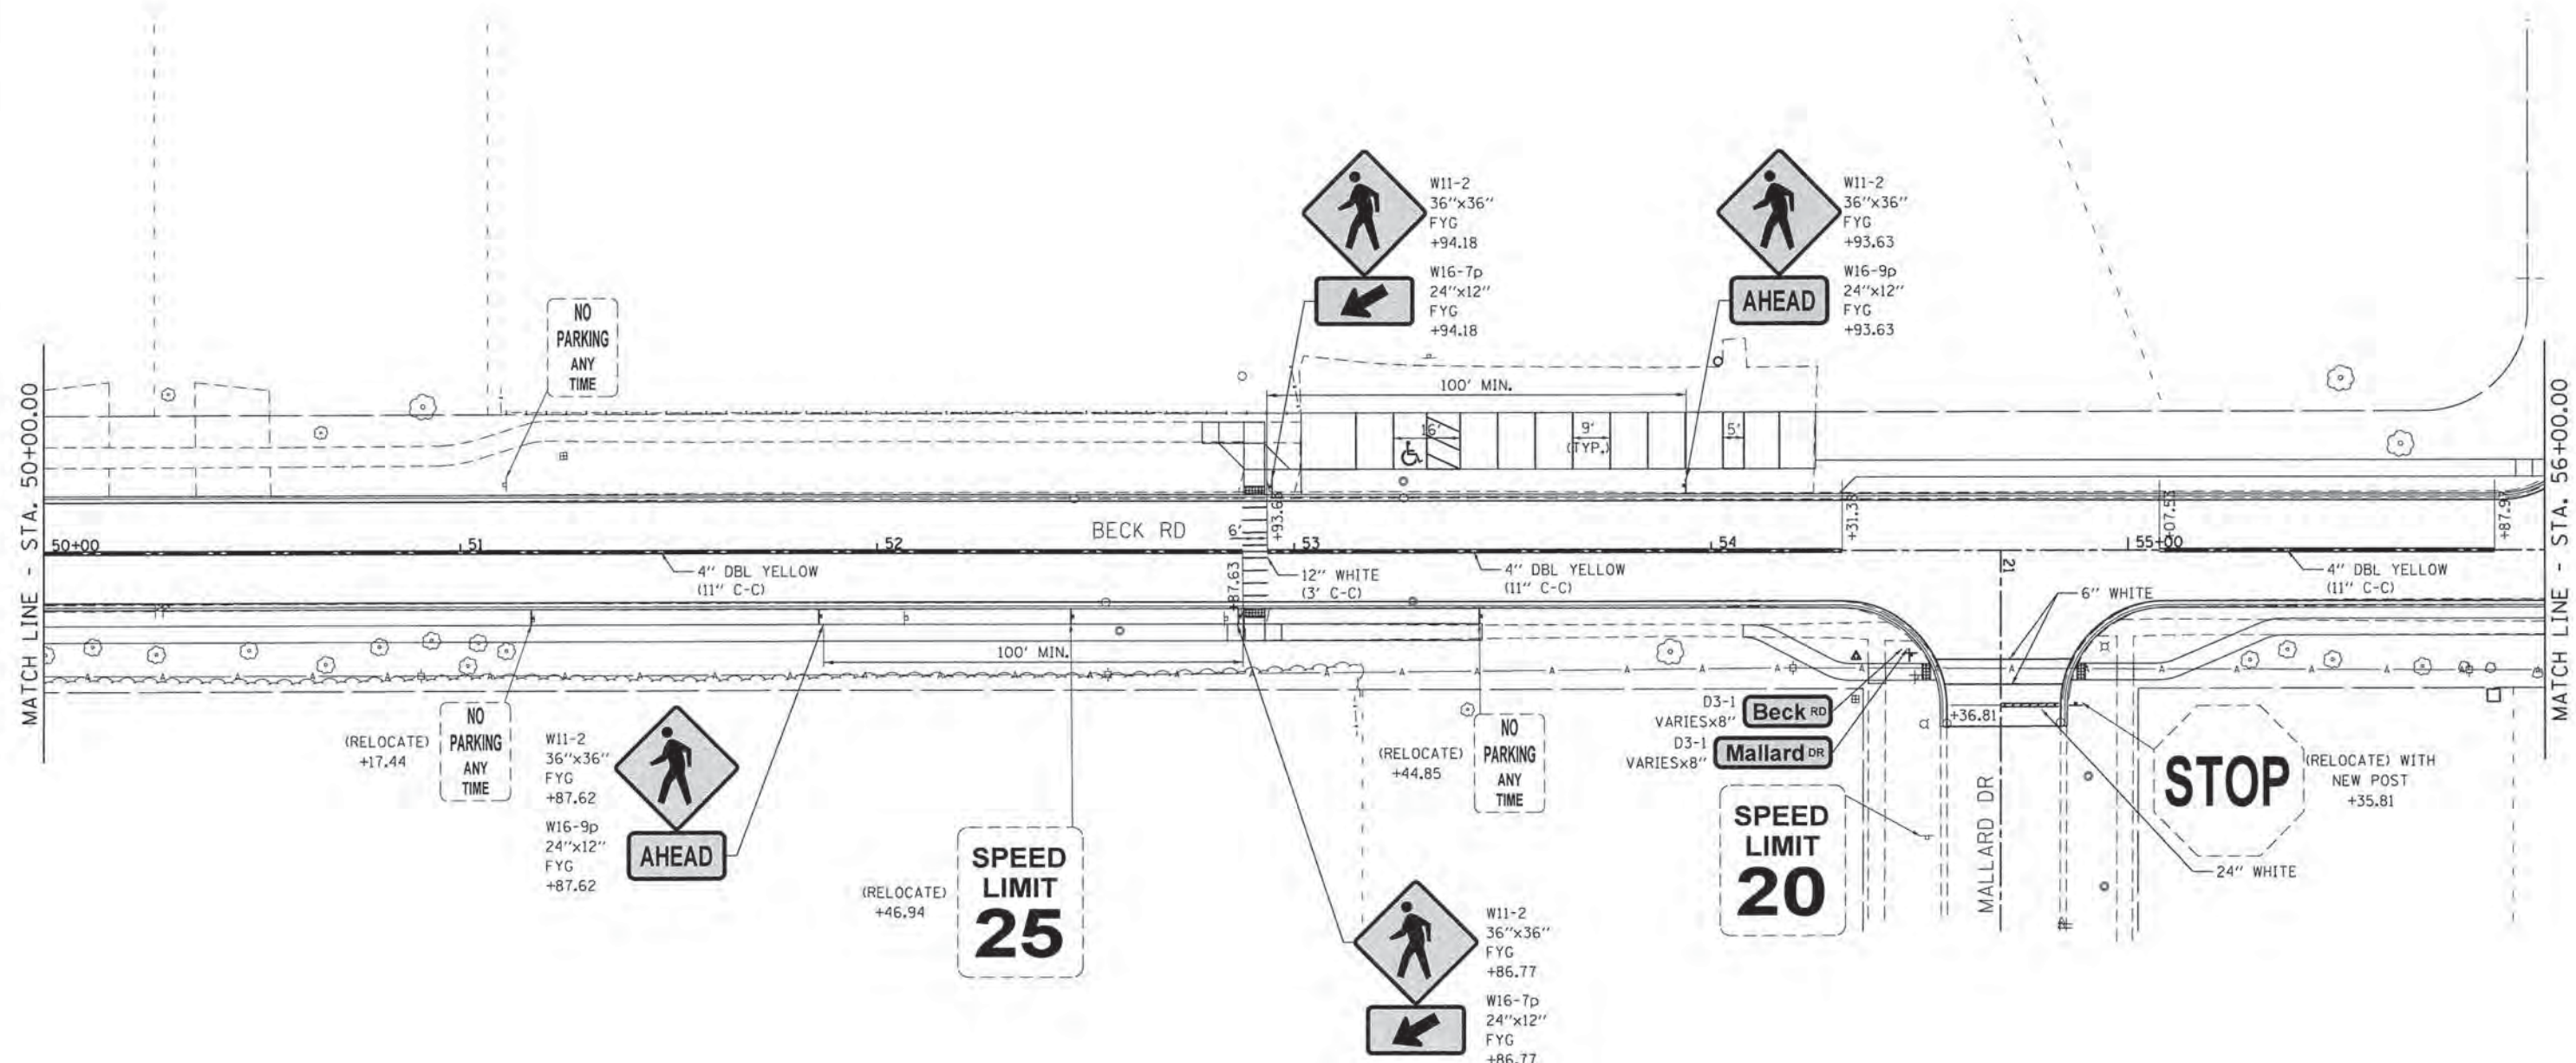 W11-2
36"x36"
FYG
+94.18
W16-7p
24"x12"
FYG
+94.18
W11-2
36"x36"
FYG
+93.63
W16-9p
24"x12"
FYG
+93.63
AHEAD
NO
PARKING
ANY
TIME
100' MIN.
16'
9'
(TYP.)
5'
MATCH LINE - STA. 50+00.00
MATCH LINE - STA. 56+00.00
BECK RD
6'
+31.38
+87.97
50+00
51
52
53
54
55+00
21
+87.63
4" DBL YELLOW
(11" C-C)
12" WHITE
(3' C-C)
4" DBL YELLOW
(11" C-C)
4" DBL YELLOW
(11" C-C)
6" WHITE
100' MIN.
(RELOCATE)
+17.44
NO
PARKING
ANY
TIME
W11-2
36"x36"
FYG
+87.62
W16-9p
24"x12"
FYG
+87.62
AHEAD
(RELOCATE)
+46.94
SPEED
LIMIT
25
(RELOCATE)
+44.85
NO
PARKING
ANY
TIME
W11-2
36"x36"
FYG
+86.77
W16-7p
24"x12"
FYG
+86.77
D3-1
VARIESx8"
Beck RD
D3-1
VARIESx8"
Mallard DR
SPEED
LIMIT
20
+36.81
MALLARD DR
STOP
(RELOCATE) WITH
NEW POST
+35.81
24" WHITE